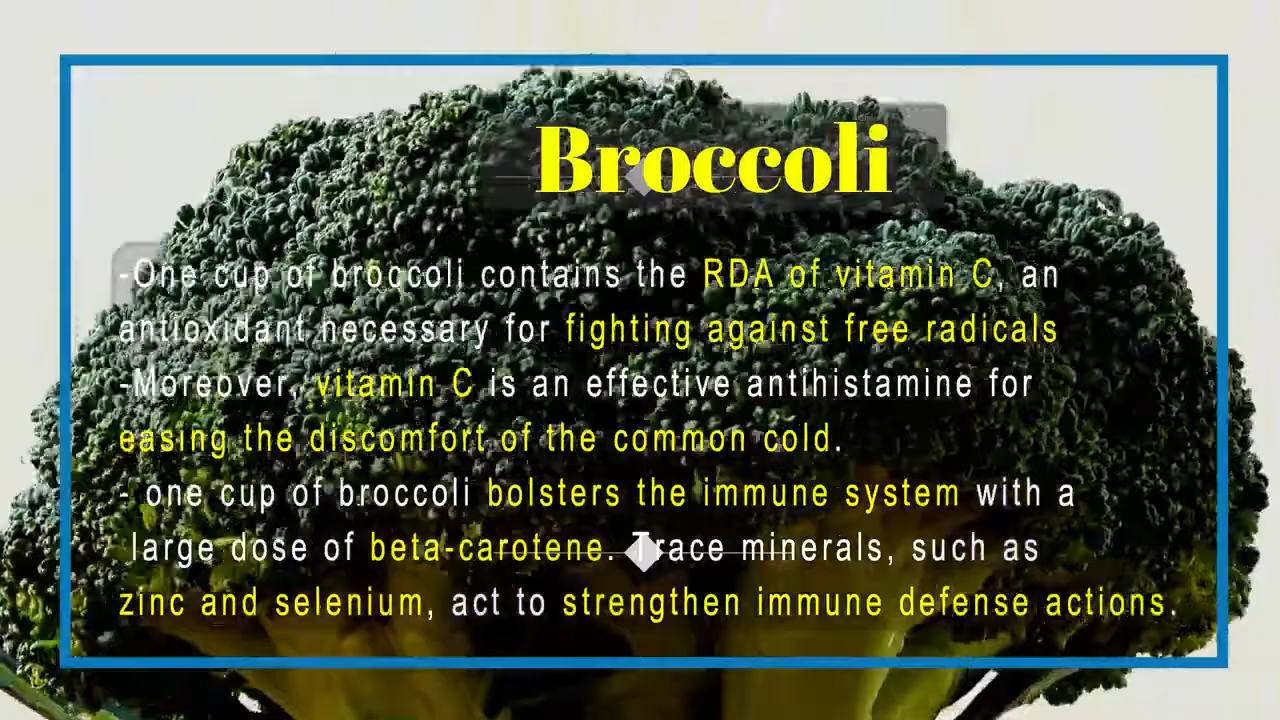 Broccoli
-One cup of broccoli contains the RDA of vitamin C, an
antioxidant necessary for fighting against free radicals
-Moreover, vitamin C is an effective antihistamine for
easing the discomfort of the common cold.
- one cup of broccoli bolsters the immune system with a
large dose of beta-carotene. Trace minerals, such as
zinc and selenium, act to strengthen immune defense actions.